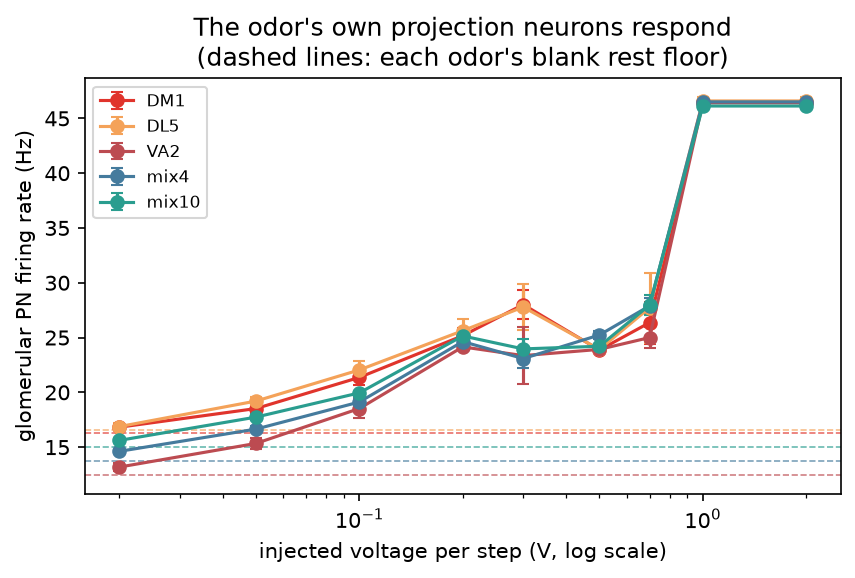 The odor's own projection neurons respond
(dashed lines: each odor's blank rest floor)
glomerular PN firing rate (Hz)
45
40
35
30
25
20
15
DM1
DL5
VA2
mix4
mix10
10⁻¹
10⁰
injected voltage per step (V, log scale)